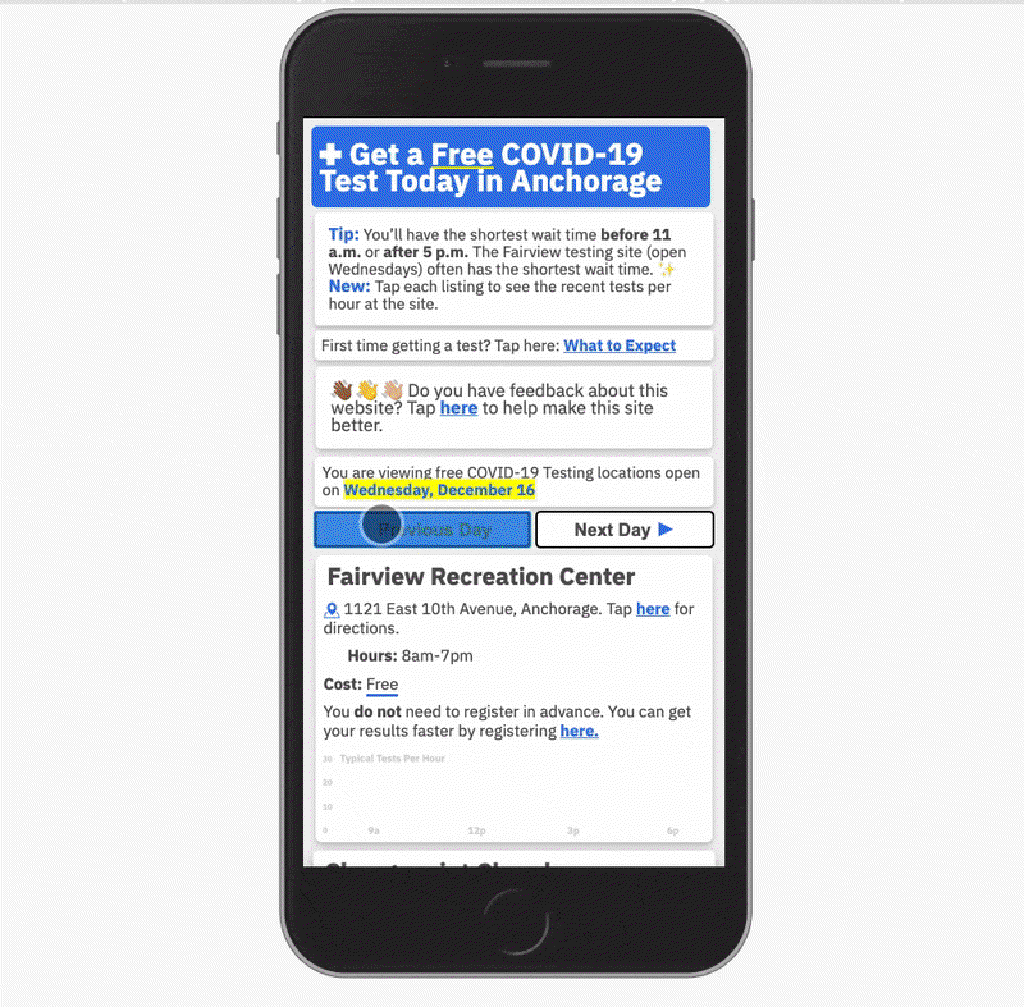 ✚ Get a Free COVID-19
Test Today in Anchorage
Tip: You'll have the shortest wait time before 11
a.m. or after 5 p.m. The Fairview testing site (open
Wednesdays) often has the shortest wait time. ✨
New: Tap each listing to see the recent tests per
hour at the site.
First time getting a test? Tap here: What to Expect
👋🏾 👋 👋🏼 Do you have feedback about this
website? Tap here to help make this site
better.
You are viewing free COVID-19 Testing locations open
on Wednesday, December 16
Previous Day
Next Day ▶
Fairview Recreation Center
1121 East 10th Avenue, Anchorage. Tap here for
directions.
Hours: 8am-7pm
Cost: Free
You do not need to register in advance. You can get
your results faster by registering here.
30 Typical Tests Per Hour
20
10
0 9a 12p 3p 6p